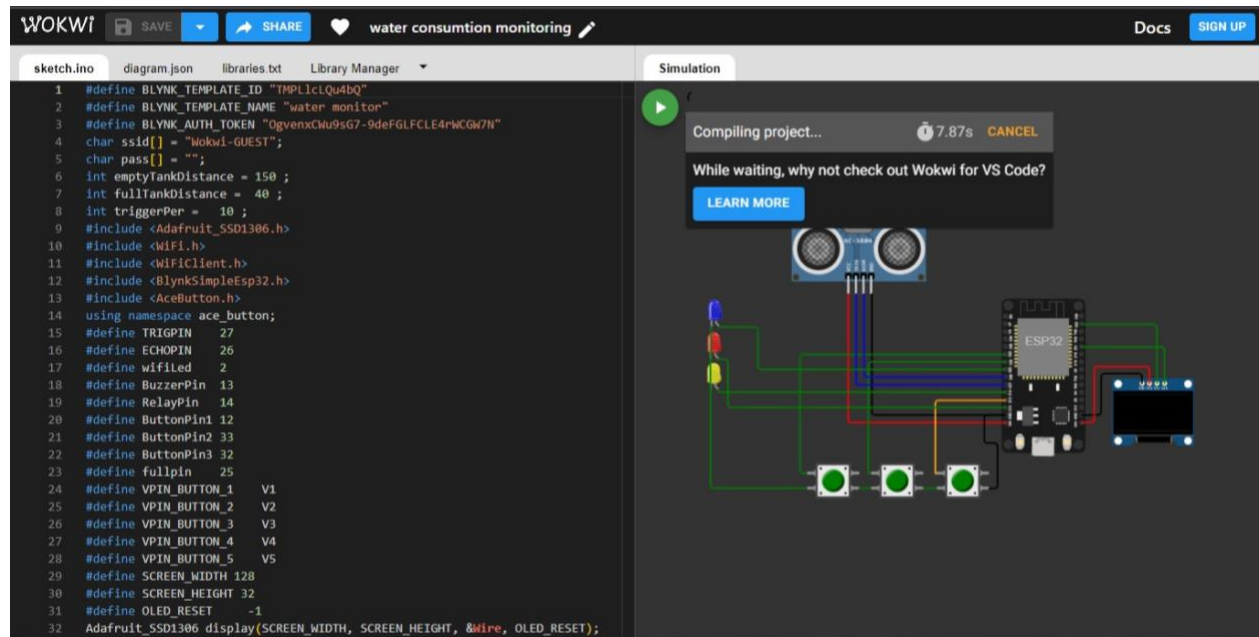 WOKWi SAVE SHARE water consumtion monitoring Docs SIGN UP
sketch.ino diagram.json libraries.txt Library Manager Simulation
1 #define BLYNK_TEMPLATE_ID "TMPLlcLQu4bQ"
2 #define BLYNK_TEMPLATE_NAME "water monitor"
3 #define BLYNK_AUTH_TOKEN "OgvenxCWu9sG7-9deFGLFCLE4rWCGW7N"
4 char ssid[] = "Wokwi-GUEST";
5 char pass[] = "";
6 int emptyTankDistance = 150 ;
7 int fullTankDistance = 40 ;
8 int triggerPer = 10 ;
9 #include <Adafruit_SSD1306.h>
10 #include <WiFi.h>
11 #include <WiFiClient.h>
12 #include <BlynkSimpleEsp32.h>
13 #include <AceButton.h>
14 using namespace ace_button;
15 #define TRIGPIN 27
16 #define ECHOPIN 26
17 #define wifiLed 2
18 #define BuzzerPin 13
19 #define RelayPin 14
20 #define ButtonPin1 12
21 #define ButtonPin2 33
22 #define ButtonPin3 32
23 #define fullpin 25
24 #define VPIN_BUTTON_1 V1
25 #define VPIN_BUTTON_2 V2
26 #define VPIN_BUTTON_3 V3
27 #define VPIN_BUTTON_4 V4
28 #define VPIN_BUTTON_5 V5
29 #define SCREEN_WIDTH 128
30 #define SCREEN_HEIGHT 32
31 #define OLED_RESET -1
32 Adafruit_SSD1306 display(SCREEN_WIDTH, SCREEN_HEIGHT, &Wire, OLED_RESET);
Compiling project... 7.87s CANCEL
While waiting, why not check out Wokwi for VS Code?
LEARN MORE
ESP32